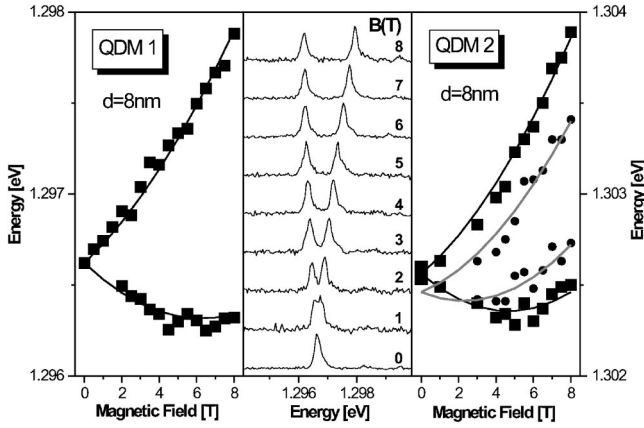 1.298
1.297
1.296
Energy [eV]
QDM 1
d=8nm
0 2 4 6 8
Magnetic Field [T]
B(T)
8
7
6
5
4
3
2
1
0
1.296 1.298
Energy [eV]
QDM 2
d=8nm
0 2 4 6 8
Magnetic Field [T]
1.304
1.303
1.302
Energy [eV]